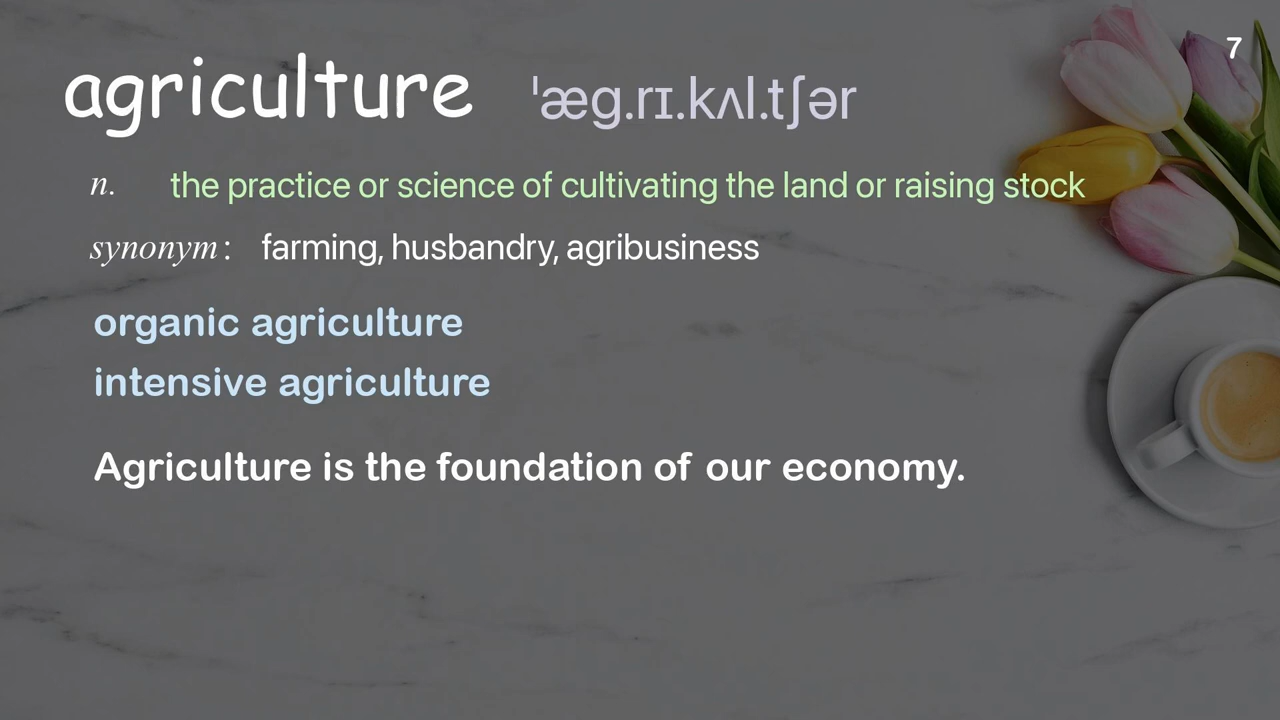 7
agriculture ˈæg.rɪ.kʌl.tʃər
n. the practice or science of cultivating the land or raising stock
synonym: farming, husbandry, agribusiness
organic agriculture
intensive agriculture
Agriculture is the foundation of our economy.